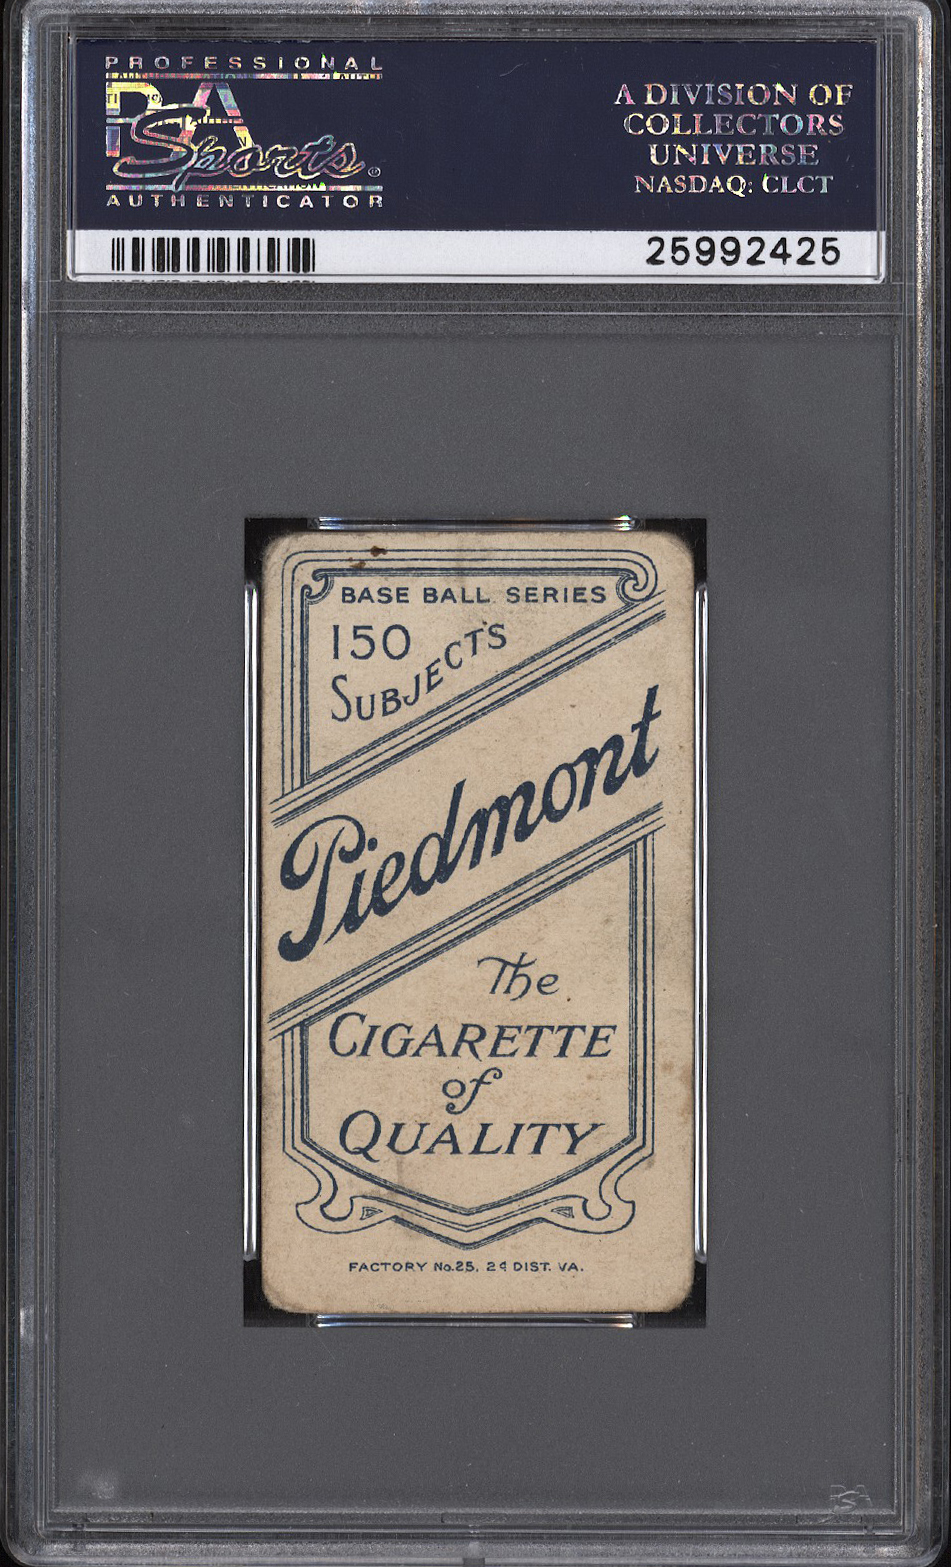 PROFESSIONAL
PSA
Sports®
AUTHENTICATOR
A DIVISION OF
COLLECTORS
UNIVERSE
NASDAQ: CLCT
25992425
BASE BALL SERIES
150
SUBJECTS
Piedmont
The
CIGARETTE
of
QUALITY
FACTORY No.25, 2d DIST. VA.
PSA